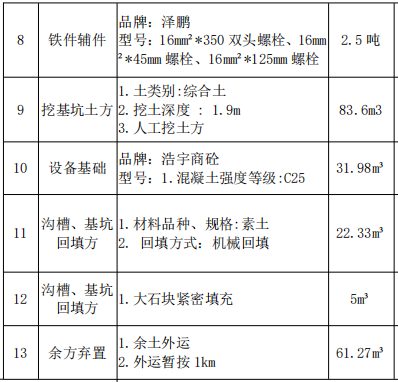 8
铁件辅件
品牌：泽鹏
型号：16mm²*350 双头螺栓、16mm
²*45mm 螺栓、16mm²*125mm 螺栓
2.5 吨
9
挖基坑土方
1.土类别:综合土
2.挖土深度 ：1.9m
3.人工挖土方
83.6m3
10
设备基础
品牌：浩宇商砼
型号：1.混凝土强度等级:C25
31.98m³
11
沟槽、基坑
回填方
1.材料品种、规格:素土
2. 回填方式：机械回填
22.33m³
12
沟槽、基坑
回填方
1.大石块紧密填充
5m³
13
余方弃置
1.余土外运
2.外运暂按 1km
61.27m³